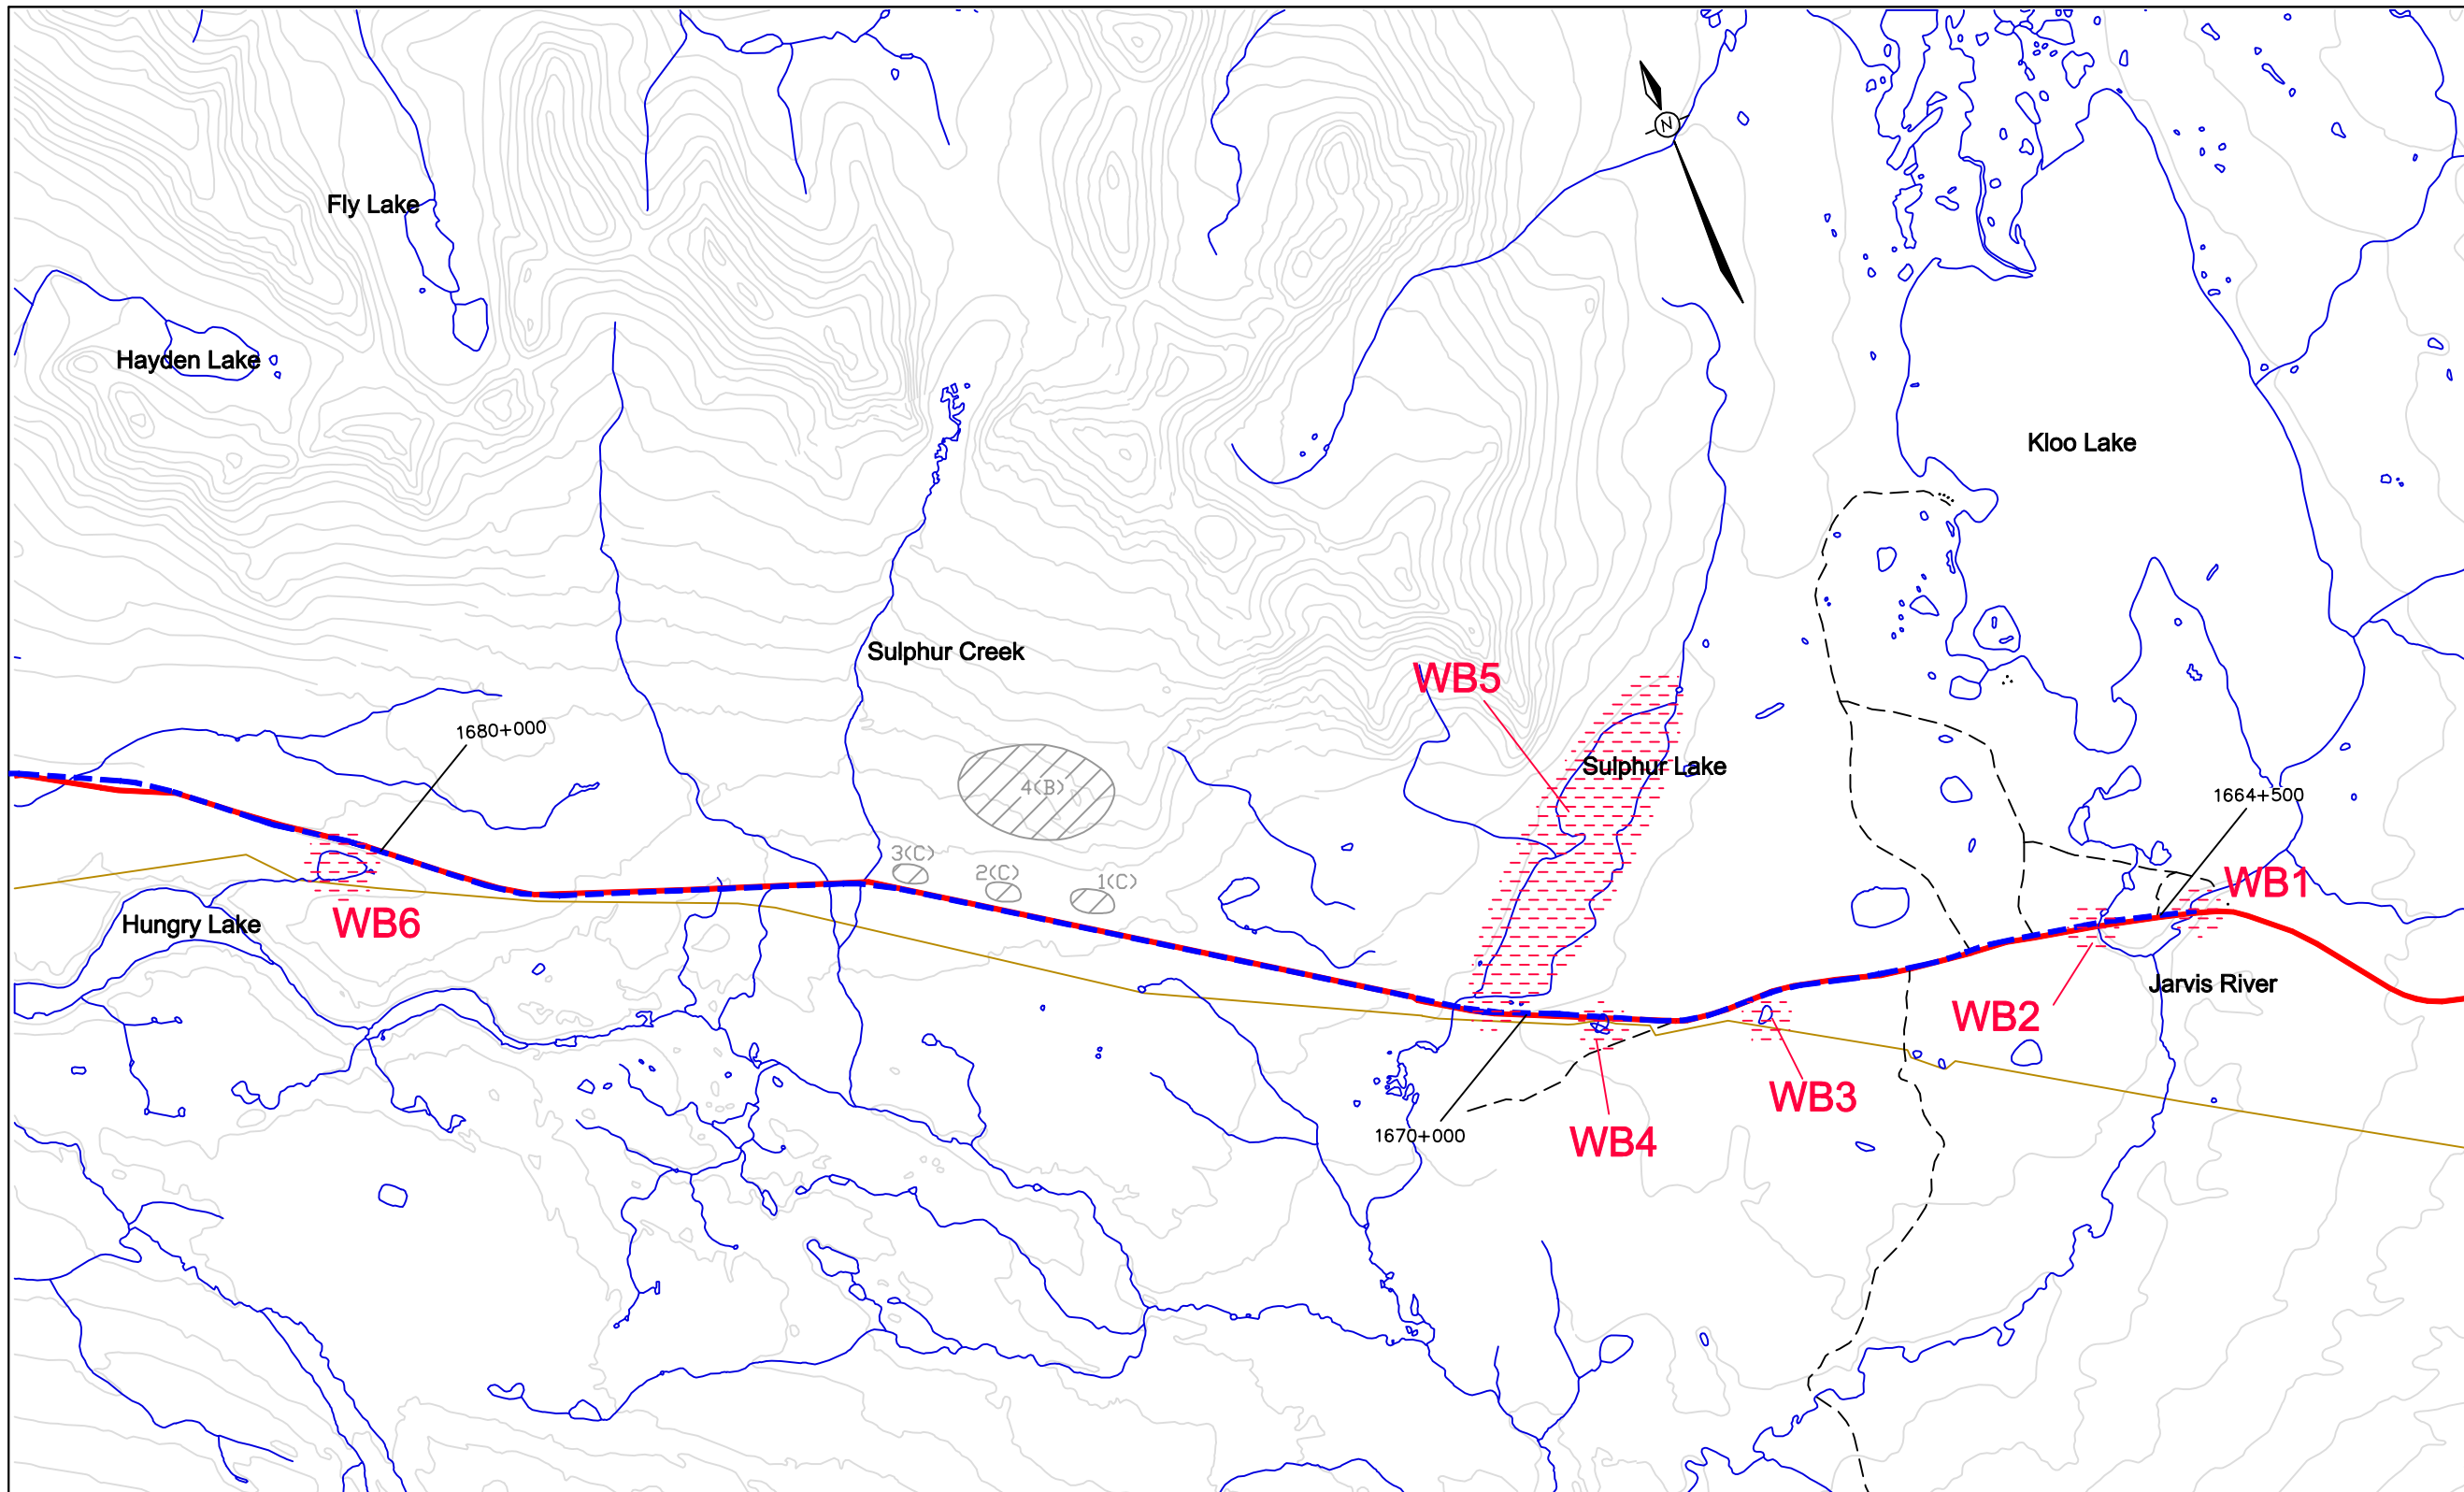 N
Fly Lake
Hayden Lake
Kloo Lake
Sulphur Creek
WB5
1680+000
Sulphur Lake
4(B)
1664+500
3(C)
2(C)
1(C)
WB1
Hungry Lake
WB6
Jarvis River
WB2
WB3
1670+000
WB4